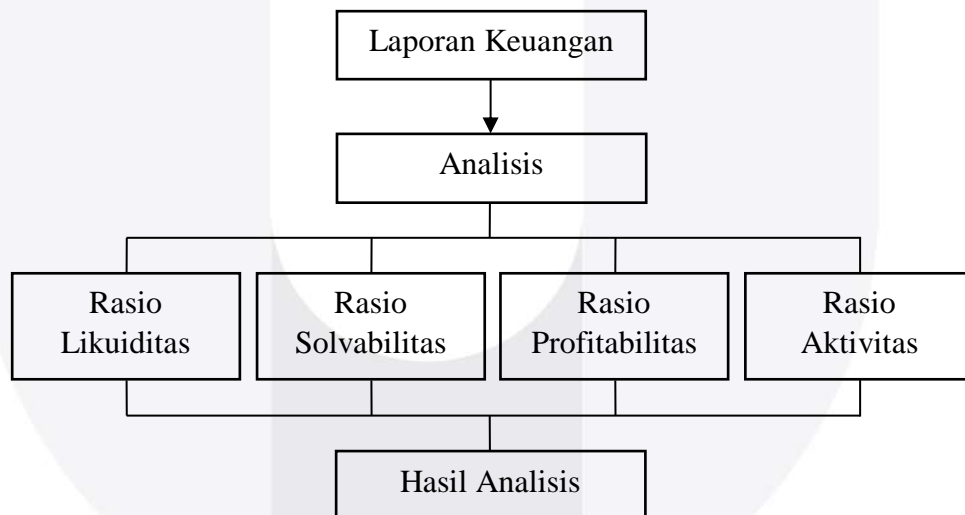 Laporan Keuangan
Analisis
Rasio
Likuiditas
Rasio
Solvabilitas
Rasio
Profitabilitas
Rasio
Aktivitas
Hasil Analisis